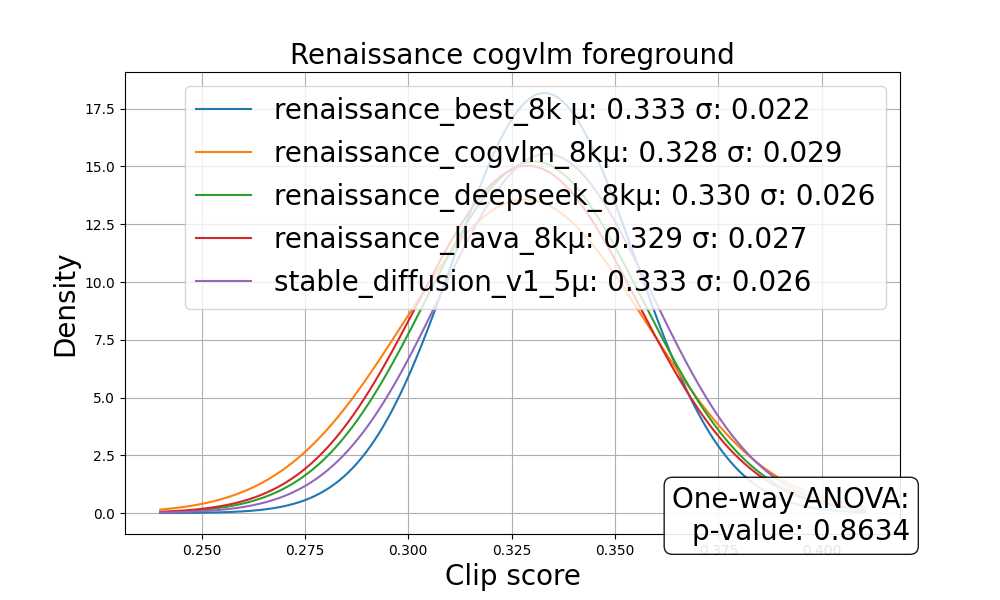 Renaissance cogvlm foreground
17.5
15.0
12.5
10.0
7.5
5.0
2.5
0.0
Density
renaissance_best_8k μ: 0.333 σ: 0.022
renaissance_cogvlm_8kμ: 0.328 σ: 0.029
renaissance_deepseek_8kμ: 0.330 σ: 0.026
renaissance_llava_8kμ: 0.329 σ: 0.027
stable_diffusion_v1_5μ: 0.333 σ: 0.026
One-way ANOVA:
p-value: 0.8634
0.250 0.275 0.300 0.325 0.350 0.375 0.400
Clip score